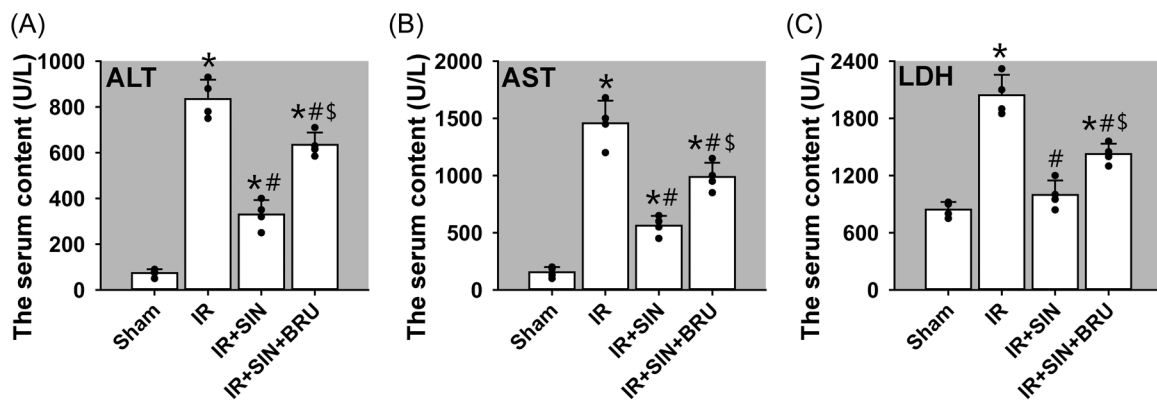 (A)
The serum content (U/L)
1000
800
600
400
200
0
ALT
*
*#
*#$
Sham
IR
IR+SIN
IR+SIN+BRU
(B)
The serum content (U/L)
2000
1500
1000
500
0
AST
*
*#
*#$
Sham
IR
IR+SIN
IR+SIN+BRU
(C)
The serum content (U/L)
2400
1800
1200
600
0
LDH
*
#
*#$
Sham
IR
IR+SIN
IR+SIN+BRU